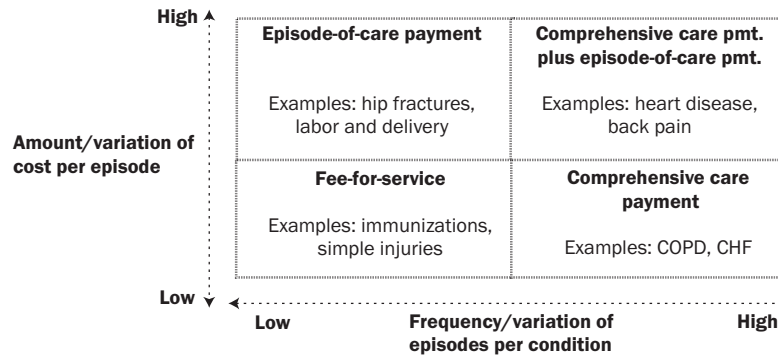 High
Episode-of-care payment
Examples: hip fractures,
labor and delivery
Comprehensive care pmt.
plus episode-of-care pmt.
Examples: heart disease,
back pain
Amount/variation of
cost per episode
Fee-for-service
Examples: immunizations,
simple injuries
Comprehensive care
payment
Examples: COPD, CHF
Low
Low
Frequency/variation of
episodes per condition
High